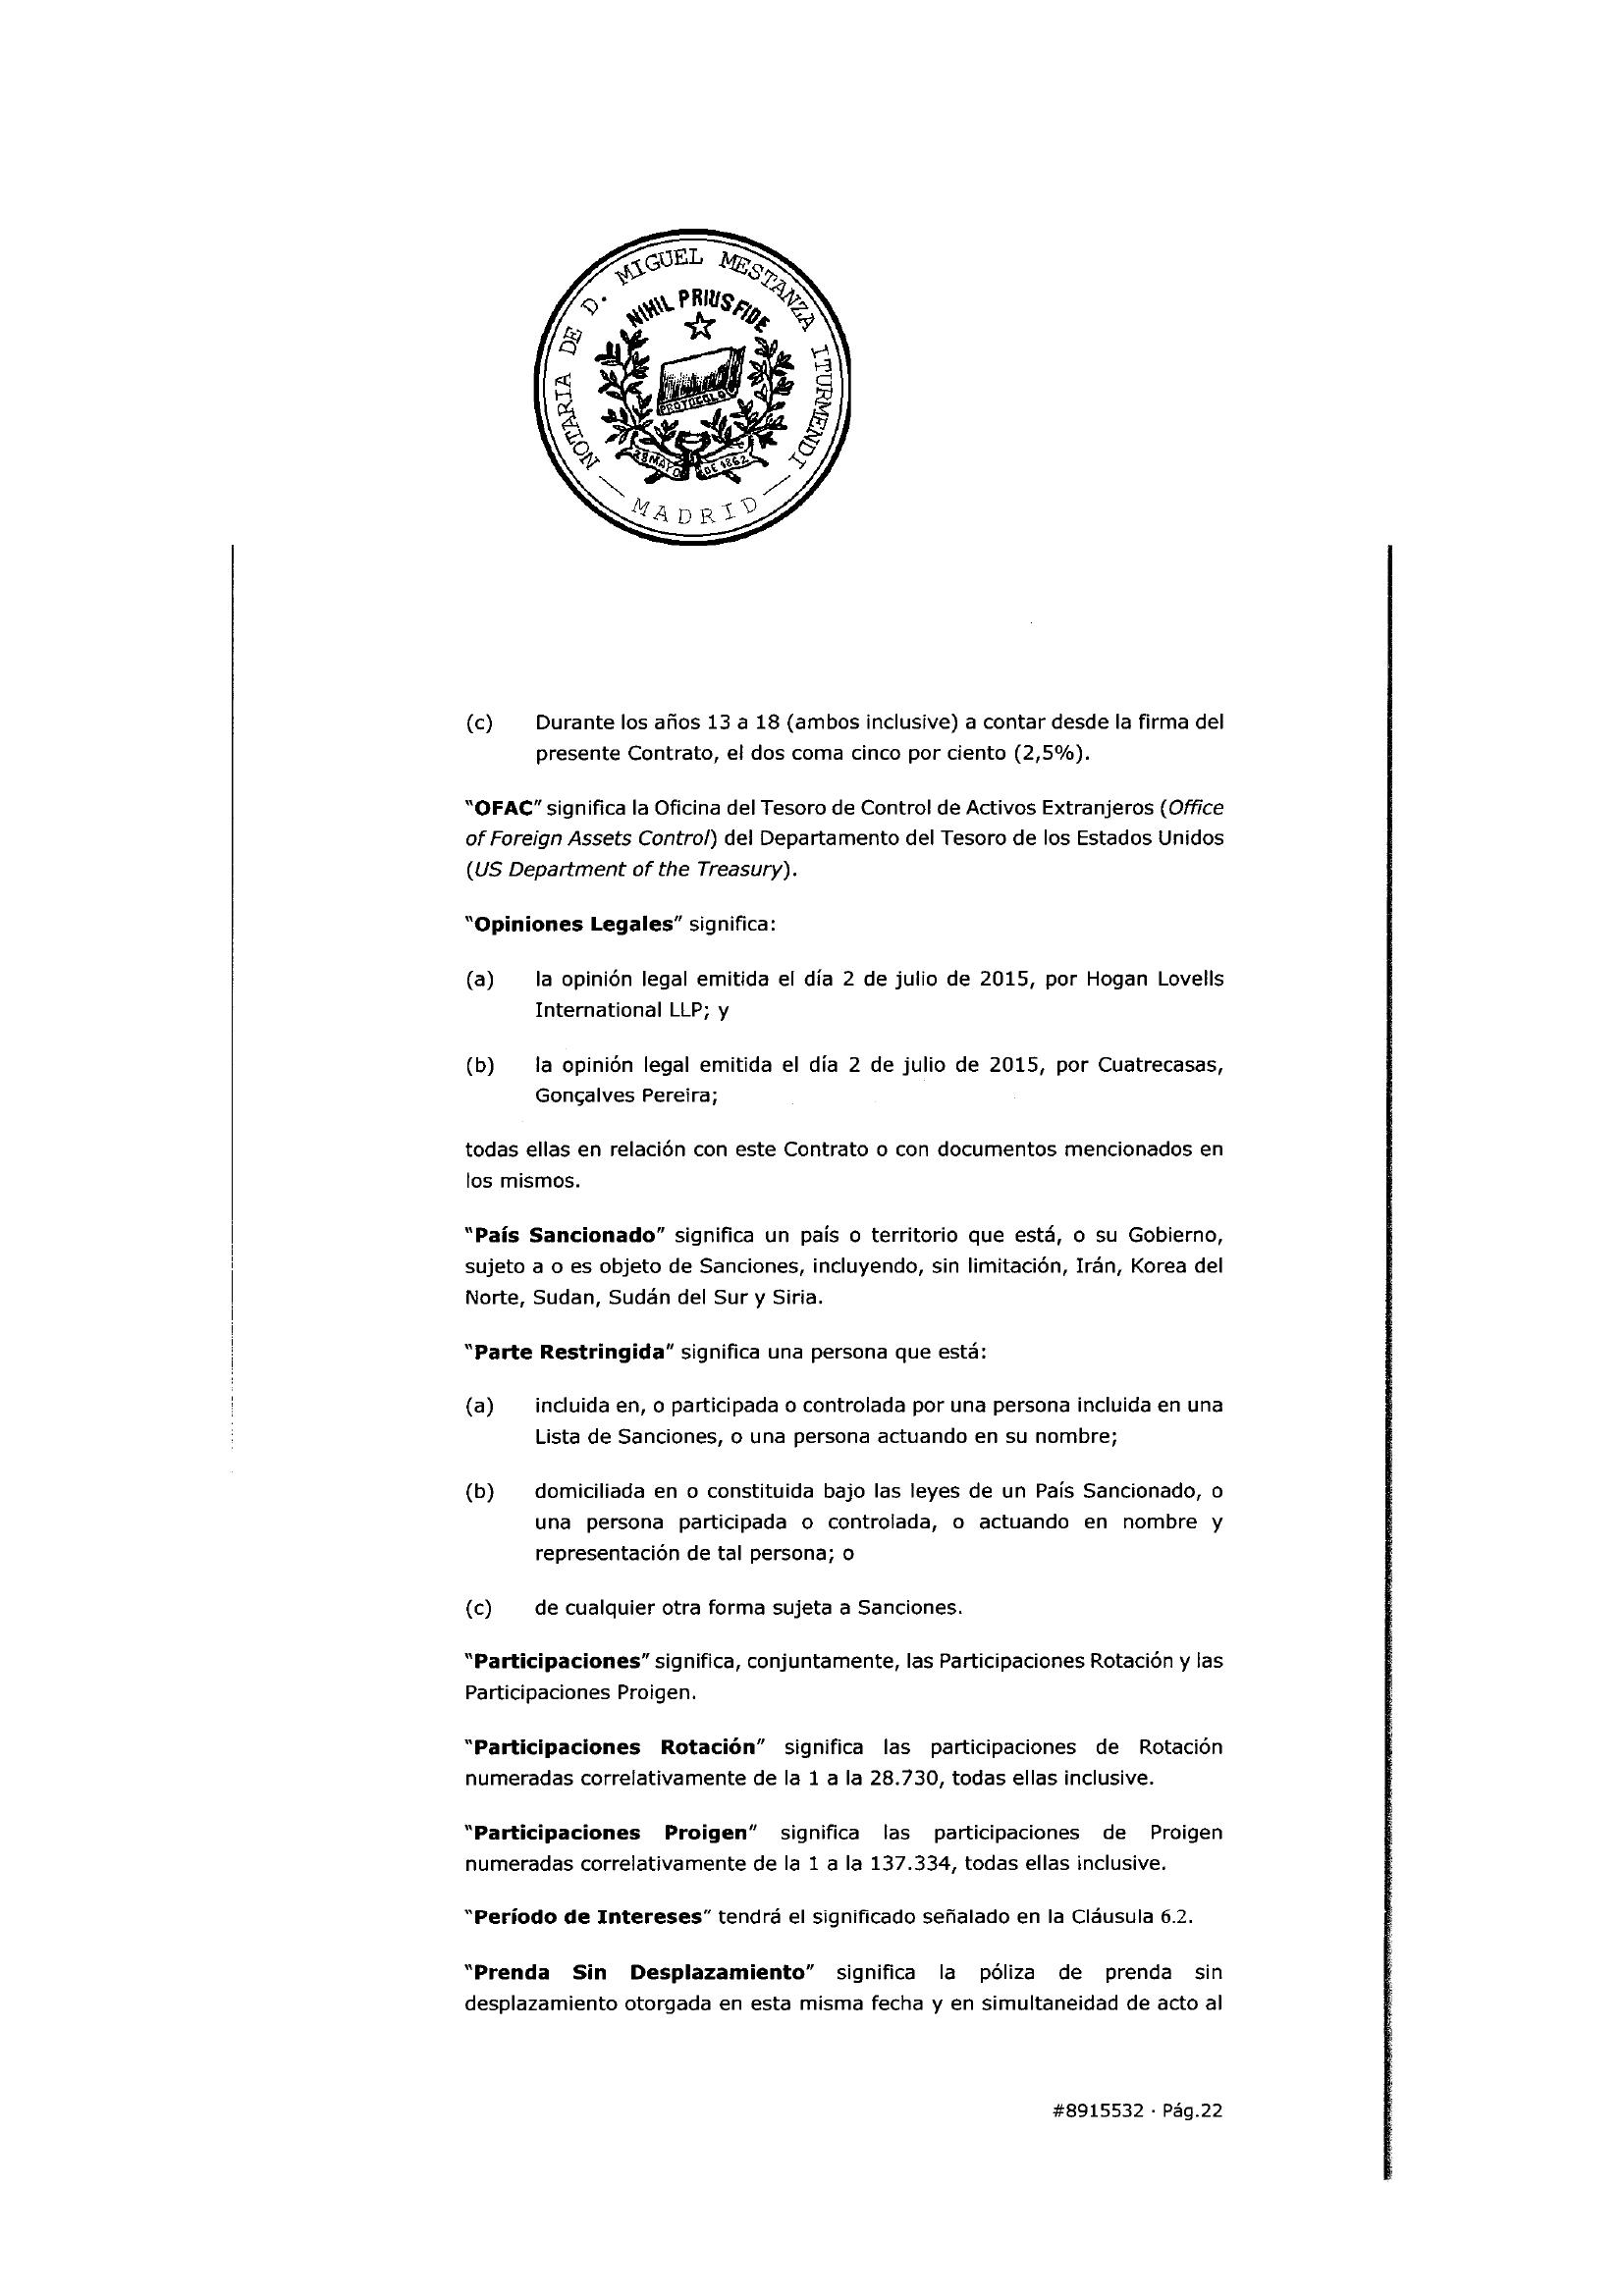 NOTARIA DE D. MIGUEL MESTANZA ITURMENDI
NIHIL PRIUS FIDE
PROTOCOLO
28 MAYO DE 1862
— MADRID —
(c) Durante los años 13 a 18 (ambos inclusive) a contar desde la firma del
presente Contrato, el dos coma cinco por ciento (2,5%).
"OFAC" significa la Oficina del Tesoro de Control de Activos Extranjeros (Office
of Foreign Assets Control) del Departamento del Tesoro de los Estados Unidos
(US Department of the Treasury).
"Opiniones Legales" significa:
(a) la opinión legal emitida el día 2 de julio de 2015, por Hogan Lovells
International LLP; y
(b) la opinión legal emitida el día 2 de julio de 2015, por Cuatrecasas,
Gonçalves Pereira;
todas ellas en relación con este Contrato o con documentos mencionados en
los mismos.
"País Sancionado" significa un país o territorio que está, o su Gobierno,
sujeto a o es objeto de Sanciones, incluyendo, sin limitación, Irán, Korea del
Norte, Sudan, Sudán del Sur y Siria.
"Parte Restringida" significa una persona que está:
(a) incluida en, o participada o controlada por una persona incluida en una
Lista de Sanciones, o una persona actuando en su nombre;
(b) domiciliada en o constituida bajo las leyes de un País Sancionado, o
una persona participada o controlada, o actuando en nombre y
representación de tal persona; o
(c) de cualquier otra forma sujeta a Sanciones.
"Participaciones" significa, conjuntamente, las Participaciones Rotación y las
Participaciones Proigen.
"Participaciones Rotación" significa las participaciones de Rotación
numeradas correlativamente de la 1 a la 28.730, todas ellas inclusive.
"Participaciones Proigen" significa las participaciones de Proigen
numeradas correlativamente de la 1 a la 137.334, todas ellas inclusive.
"Período de Intereses" tendrá el significado señalado en la Cláusula 6.2.
"Prenda Sin Desplazamiento" significa la póliza de prenda sin
desplazamiento otorgada en esta misma fecha y en simultaneidad de acto al
#8915532 · Pág.22